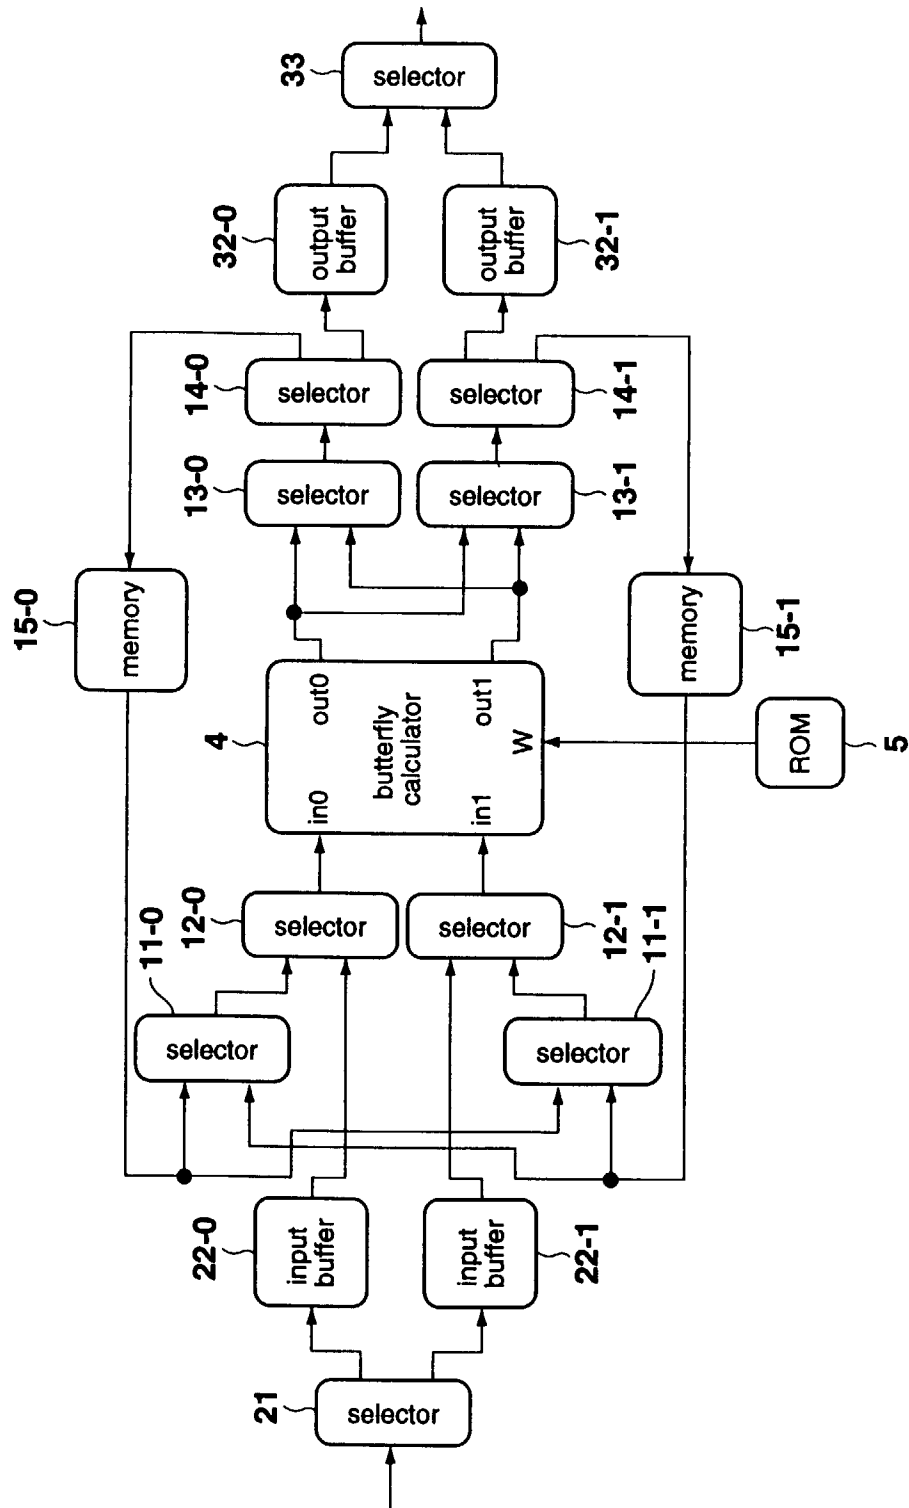 33
selector
32-0
output
buffer
output
buffer
32-1
14-0
selector
selector
14-1
13-0
selector
selector
13-1
15-0
memory
memory
15-1
4
out0
butterfly
calculator
out1
in0
in1
W
ROM
5
12-0
selector
selector
12-1
11-0
selector
selector
11-1
22-0
input
buffer
input
buffer
22-1
21
selector